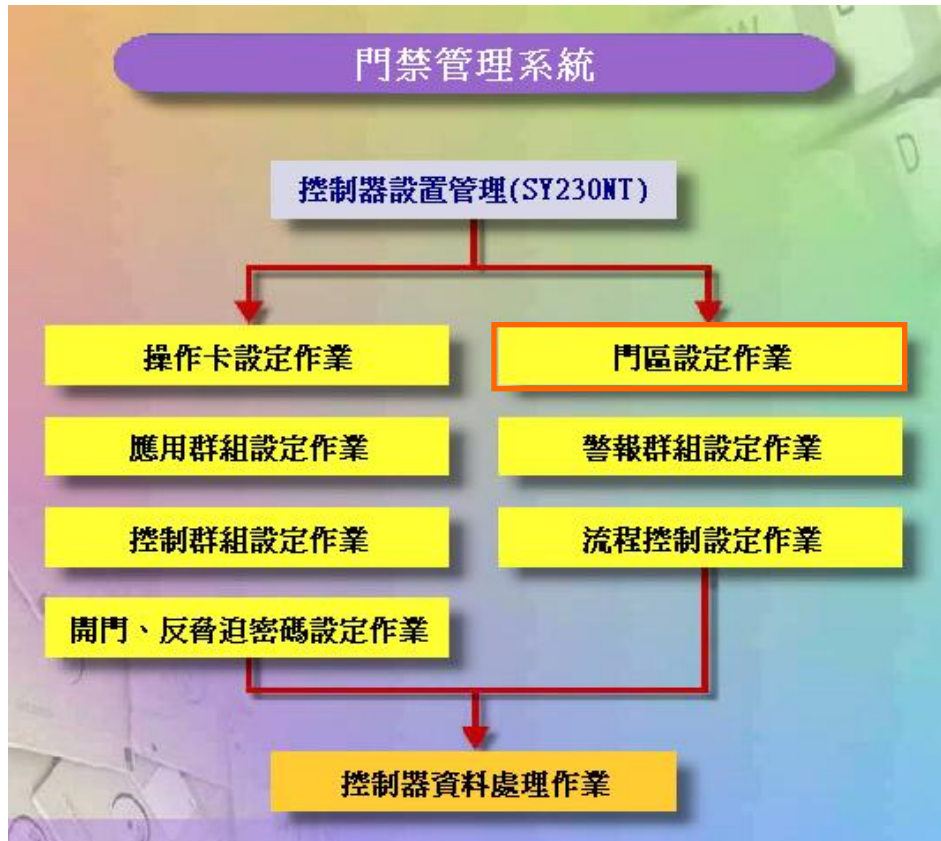 門禁管理系統
控制器設置管理(SY230NT)
操作卡設定作業
門區設定作業
應用群組設定作業
警報群組設定作業
控制群組設定作業
流程控制設定作業
開門、反脅迫密碼設定作業
控制器資料處理作業